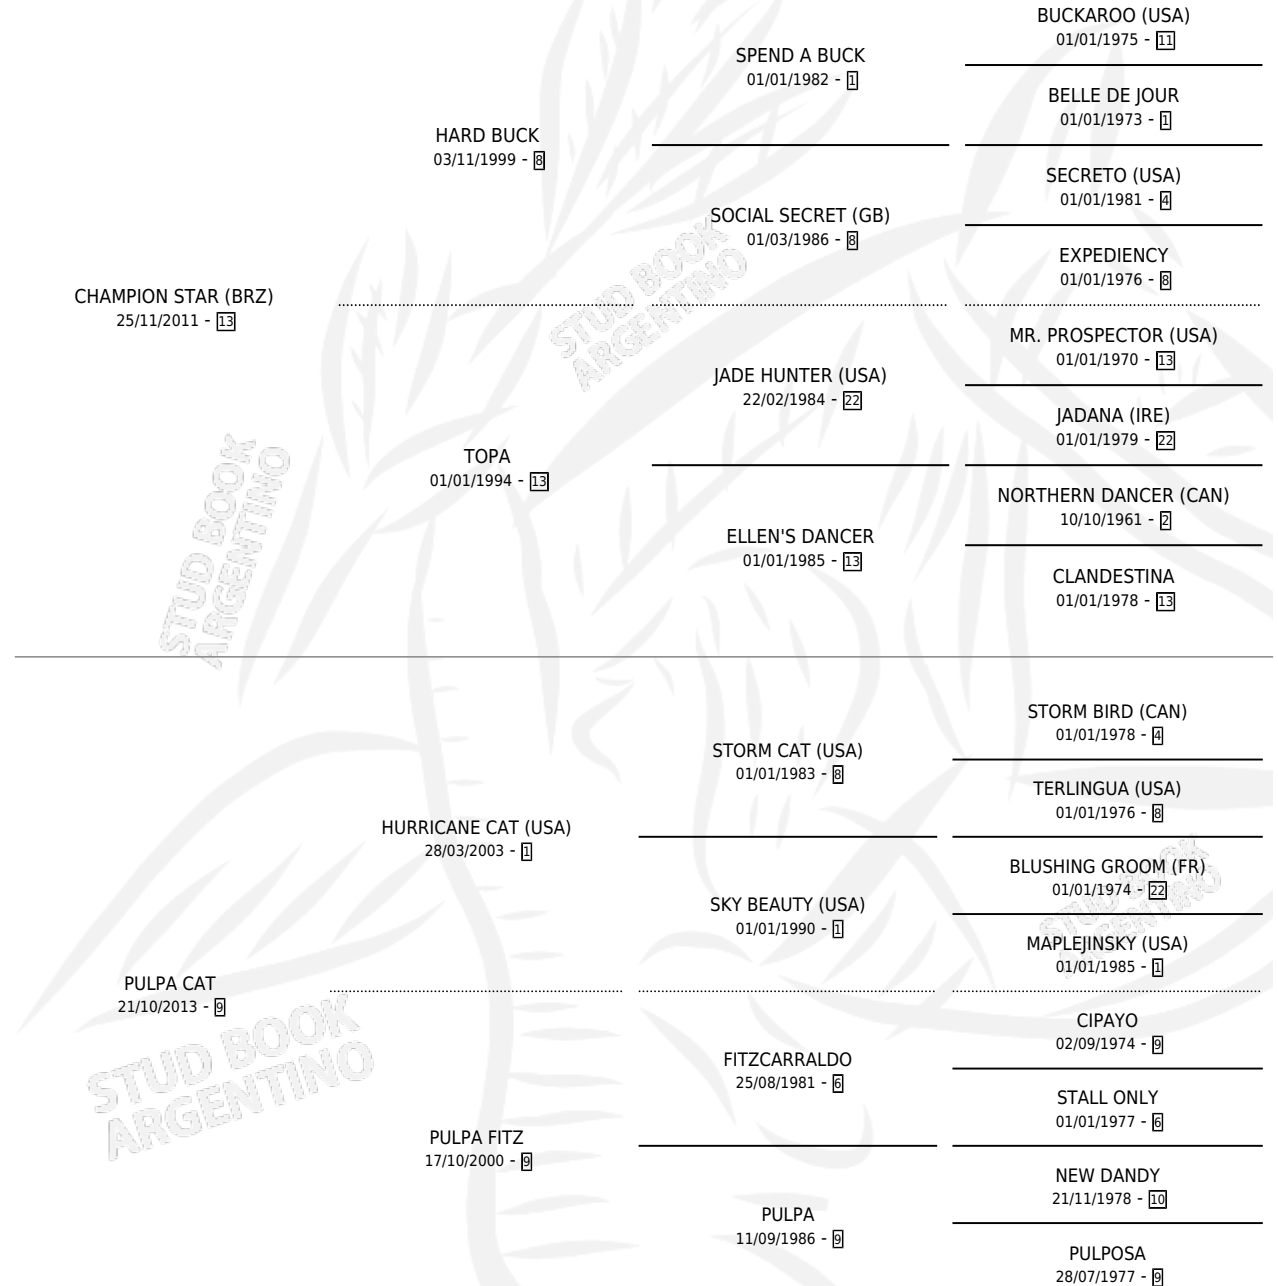 BUCKAROO (USA)
01/01/1975 - 11
SPEND A BUCK
01/01/1982 - 1
BELLE DE JOUR
01/01/1973 - 1
HARD BUCK
03/11/1999 - 8
SECRETO (USA)
01/01/1981 - 4
SOCIAL SECRET (GB)
01/03/1986 - 8
EXPEDIENCY
01/01/1976 - 8
CHAMPION STAR (BRZ)
25/11/2011 - 13
STUD BOOK
ARGENTINO
MR. PROSPECTOR (USA)
01/01/1970 - 13
JADE HUNTER (USA)
22/02/1984 - 22
JADANA (IRE)
01/01/1979 - 22
TOPA
01/01/1994 - 13
NORTHERN DANCER (CAN)
10/10/1961 - 2
ELLEN'S DANCER
01/01/1985 - 13
CLANDESTINA
01/01/1978 - 13
STUD BOOK
ARGENTINO
STORM BIRD (CAN)
01/01/1978 - 4
STORM CAT (USA)
01/01/1983 - 8
TERLINGUA (USA)
01/01/1976 - 8
HURRICANE CAT (USA)
28/03/2003 - 1
BLUSHING GROOM (FR)
01/01/1974 - 22
STUD BOOK
ARGENTINO
SKY BEAUTY (USA)
01/01/1990 - 1
MAPLEJINSKY (USA)
01/01/1985 - 1
PULPA CAT
21/10/2013 - 9
STUD BOOK
ARGENTINO
CIPAYO
02/09/1974 - 9
FITZCARRALDO
25/08/1981 - 6
STALL ONLY
01/01/1977 - 6
PULPA FITZ
17/10/2000 - 9
NEW DANDY
21/11/1978 - 10
PULPA
11/09/1986 - 9
PULPOSA
28/07/1977 - 9